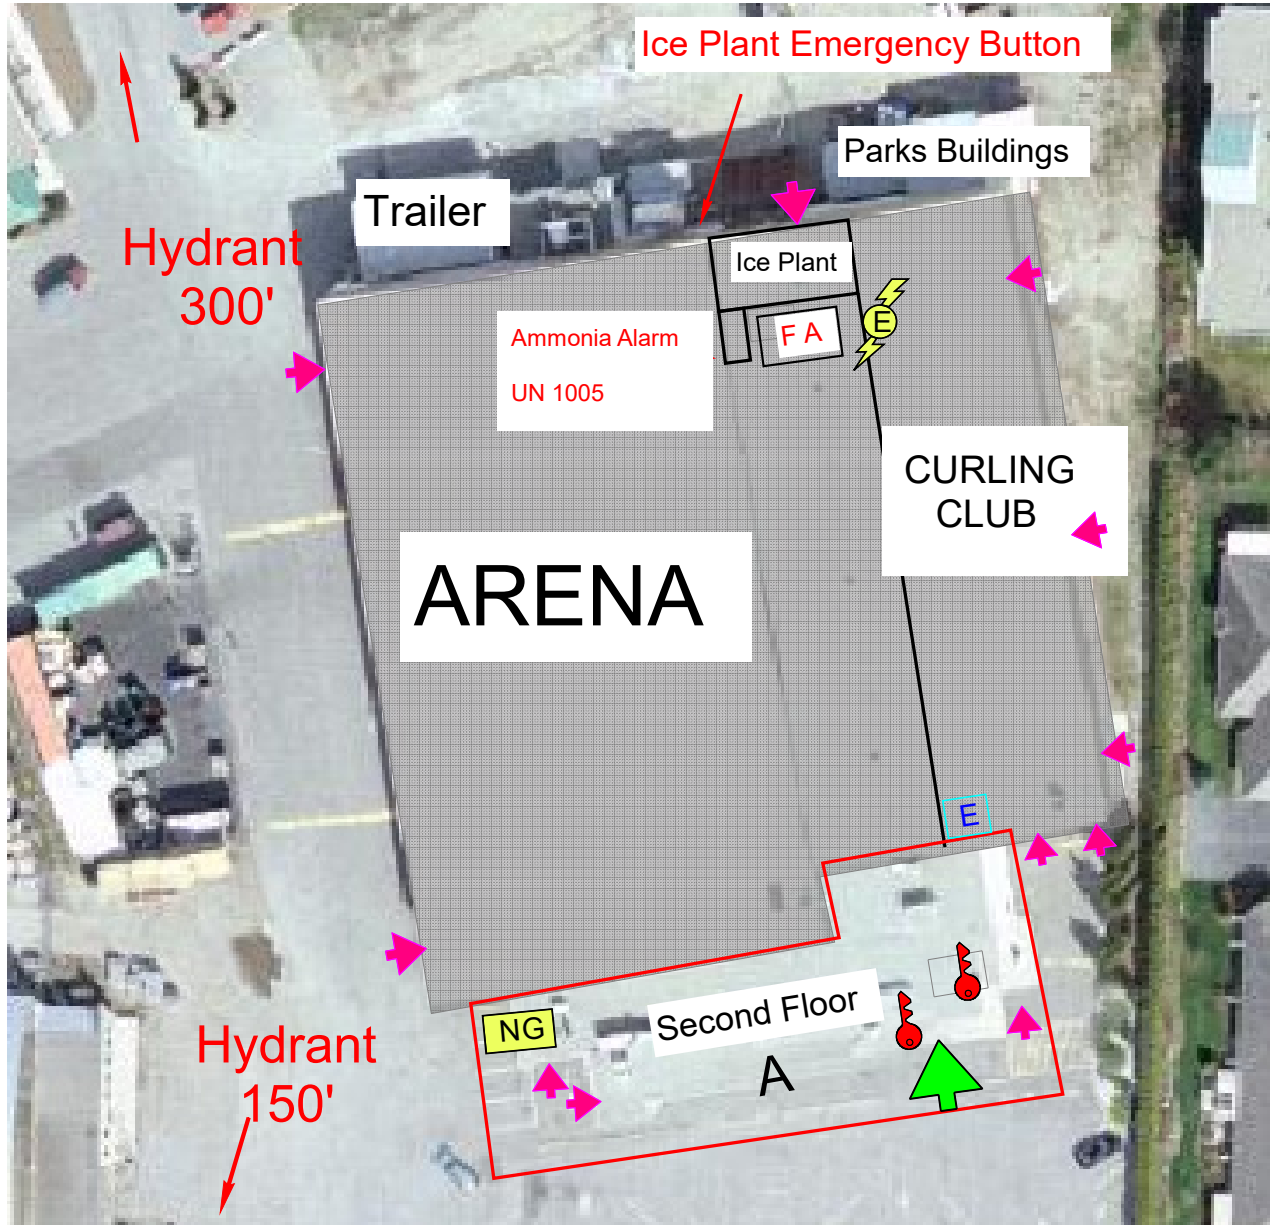 Ice Plant Emergency Button
Parks Buildings
Trailer
Hydrant
300'
Ice Plant
E
F A
Ammonia Alarm
UN 1005
CURLING
CLUB
ARENA
E
Second Floor
NG
A
Hydrant
150'